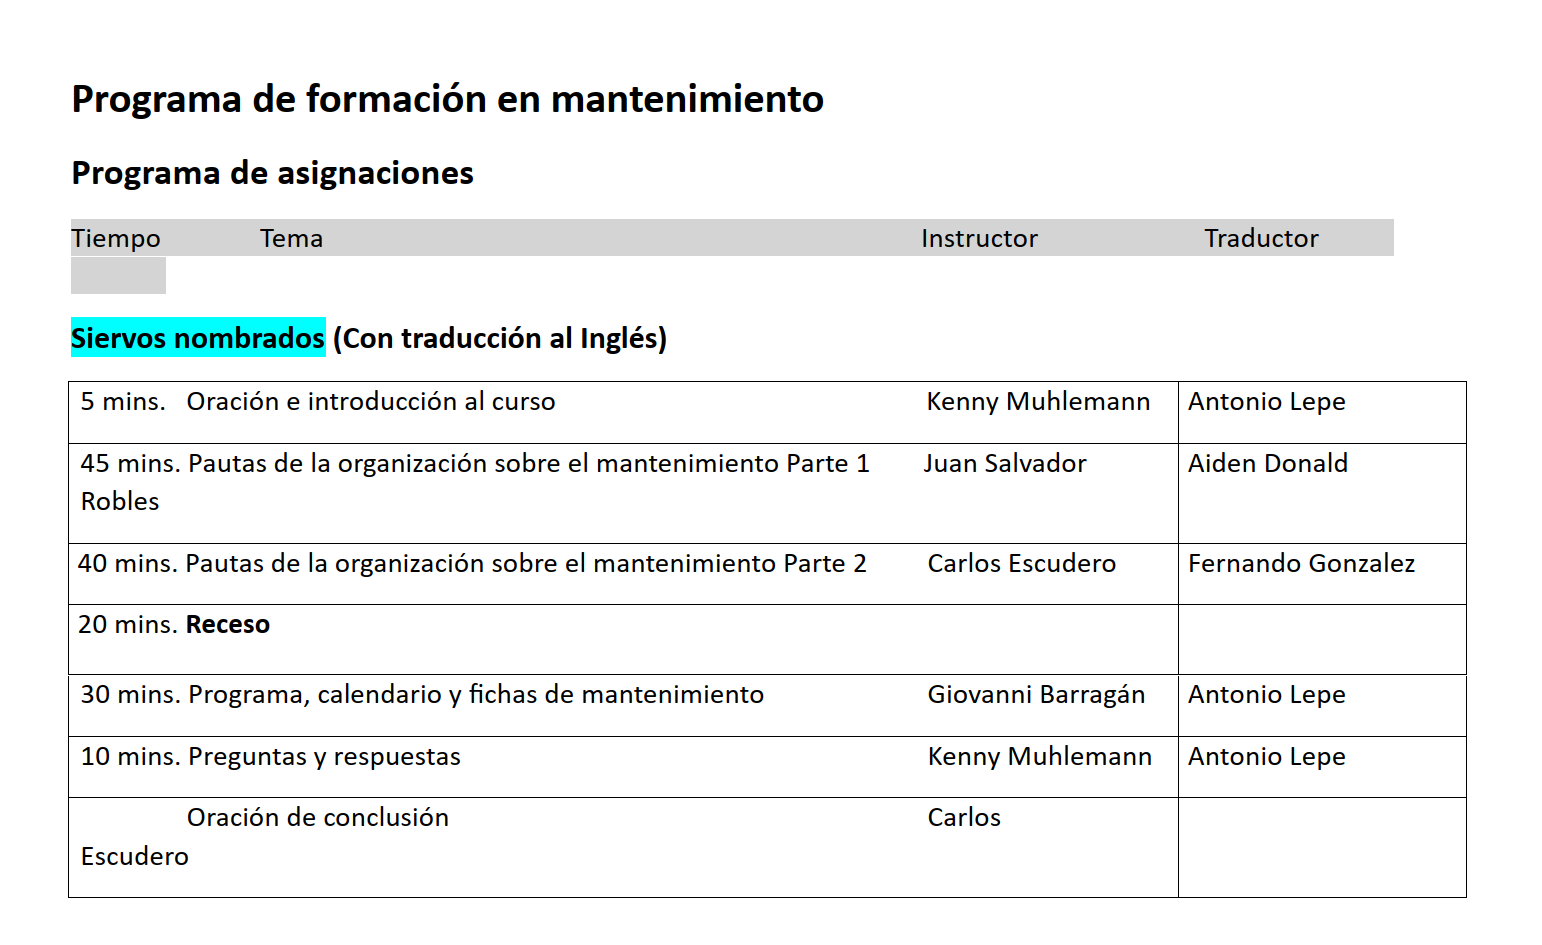 Programa de formación en mantenimiento
Programa de asignaciones
Tiempo Tema Instructor Traductor
Siervos nombrados (Con traducción al Inglés)
5 mins. Oración e introducción al curso Kenny Muhlemann Antonio Lepe
45 mins. Pautas de la organización sobre el mantenimiento Parte 1 Juan Salvador Aiden Donald
Robles
40 mins. Pautas de la organización sobre el mantenimiento Parte 2 Carlos Escudero Fernando Gonzalez
20 mins. Receso
30 mins. Programa, calendario y fichas de mantenimiento Giovanni Barragán Antonio Lepe
10 mins. Preguntas y respuestas Kenny Muhlemann Antonio Lepe
Oración de conclusión Carlos
Escudero